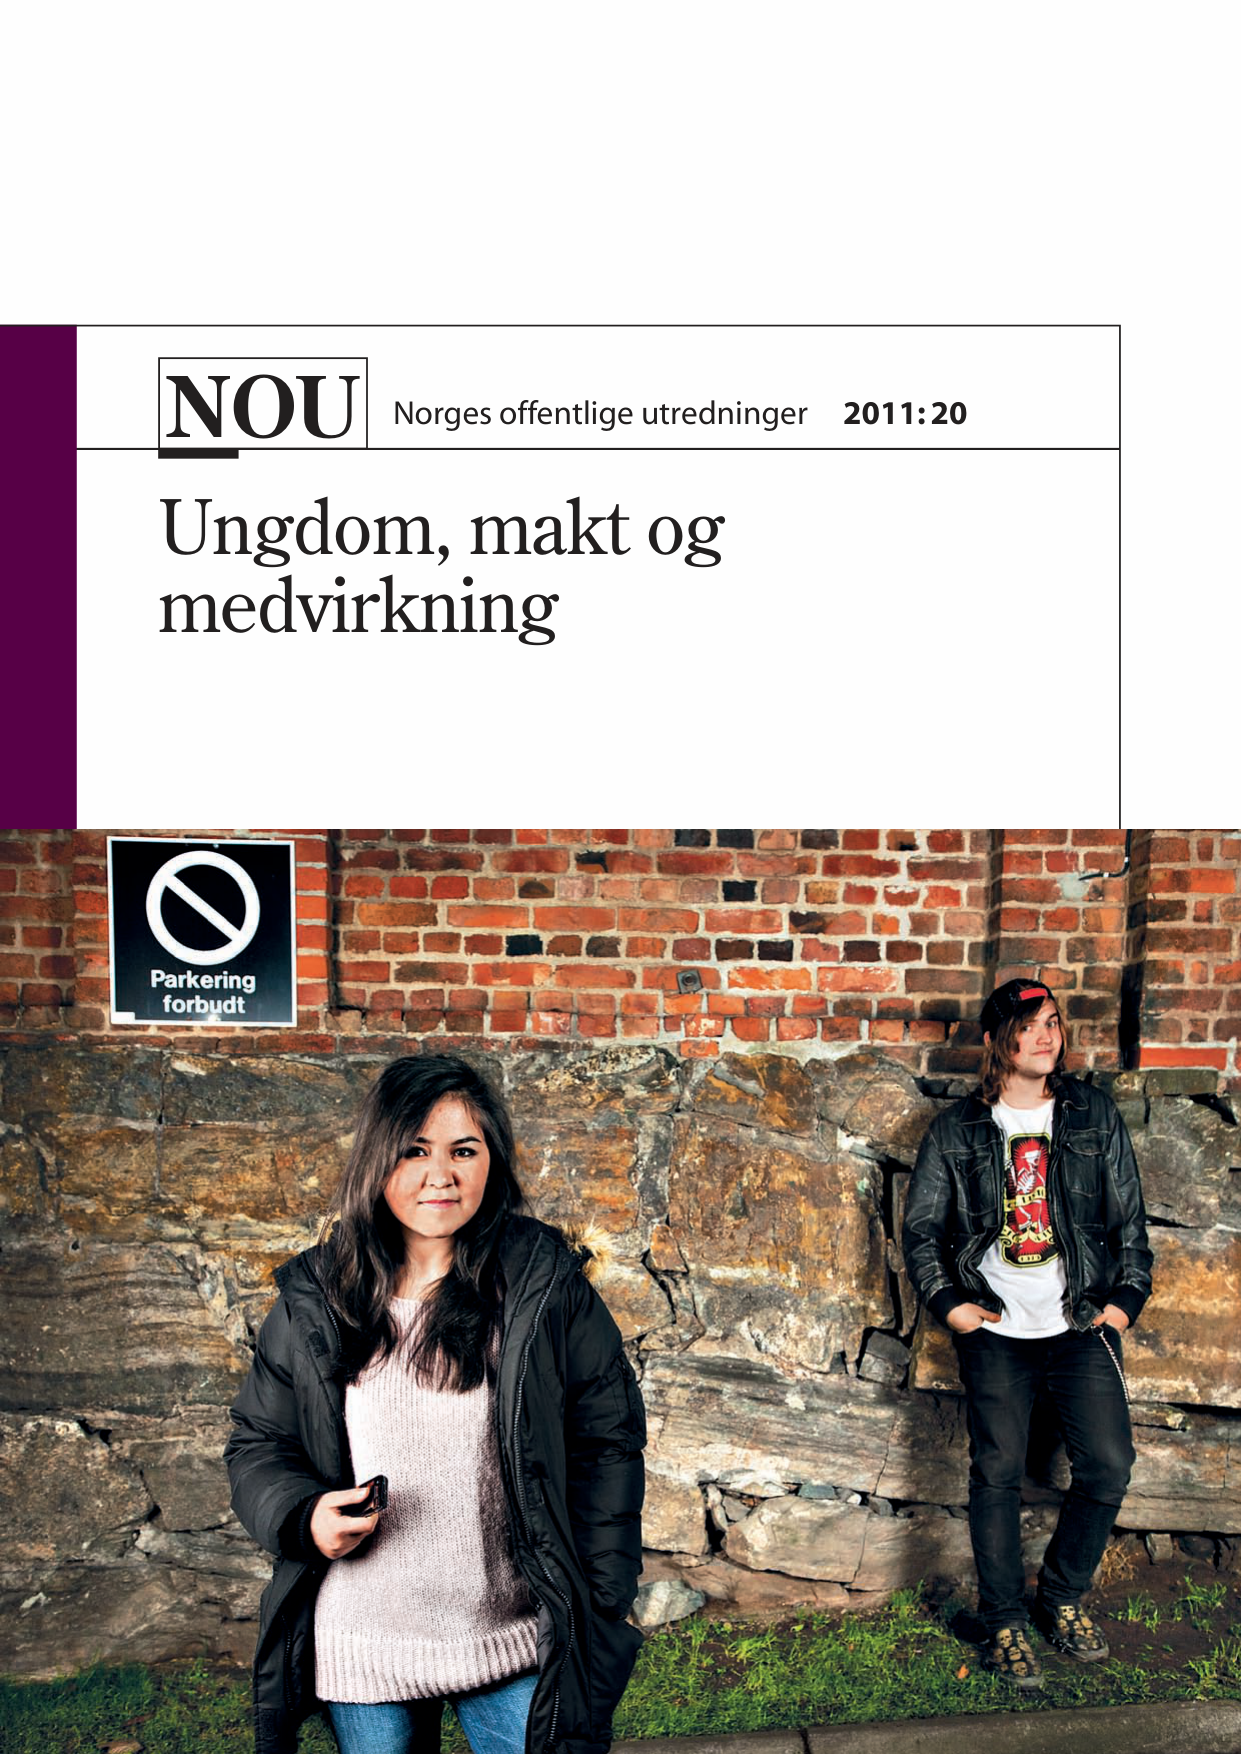 NOU
Norges offentlige utredninger 2011: 20
Ungdom, makt og
medvirkning
Parkering
forbudt